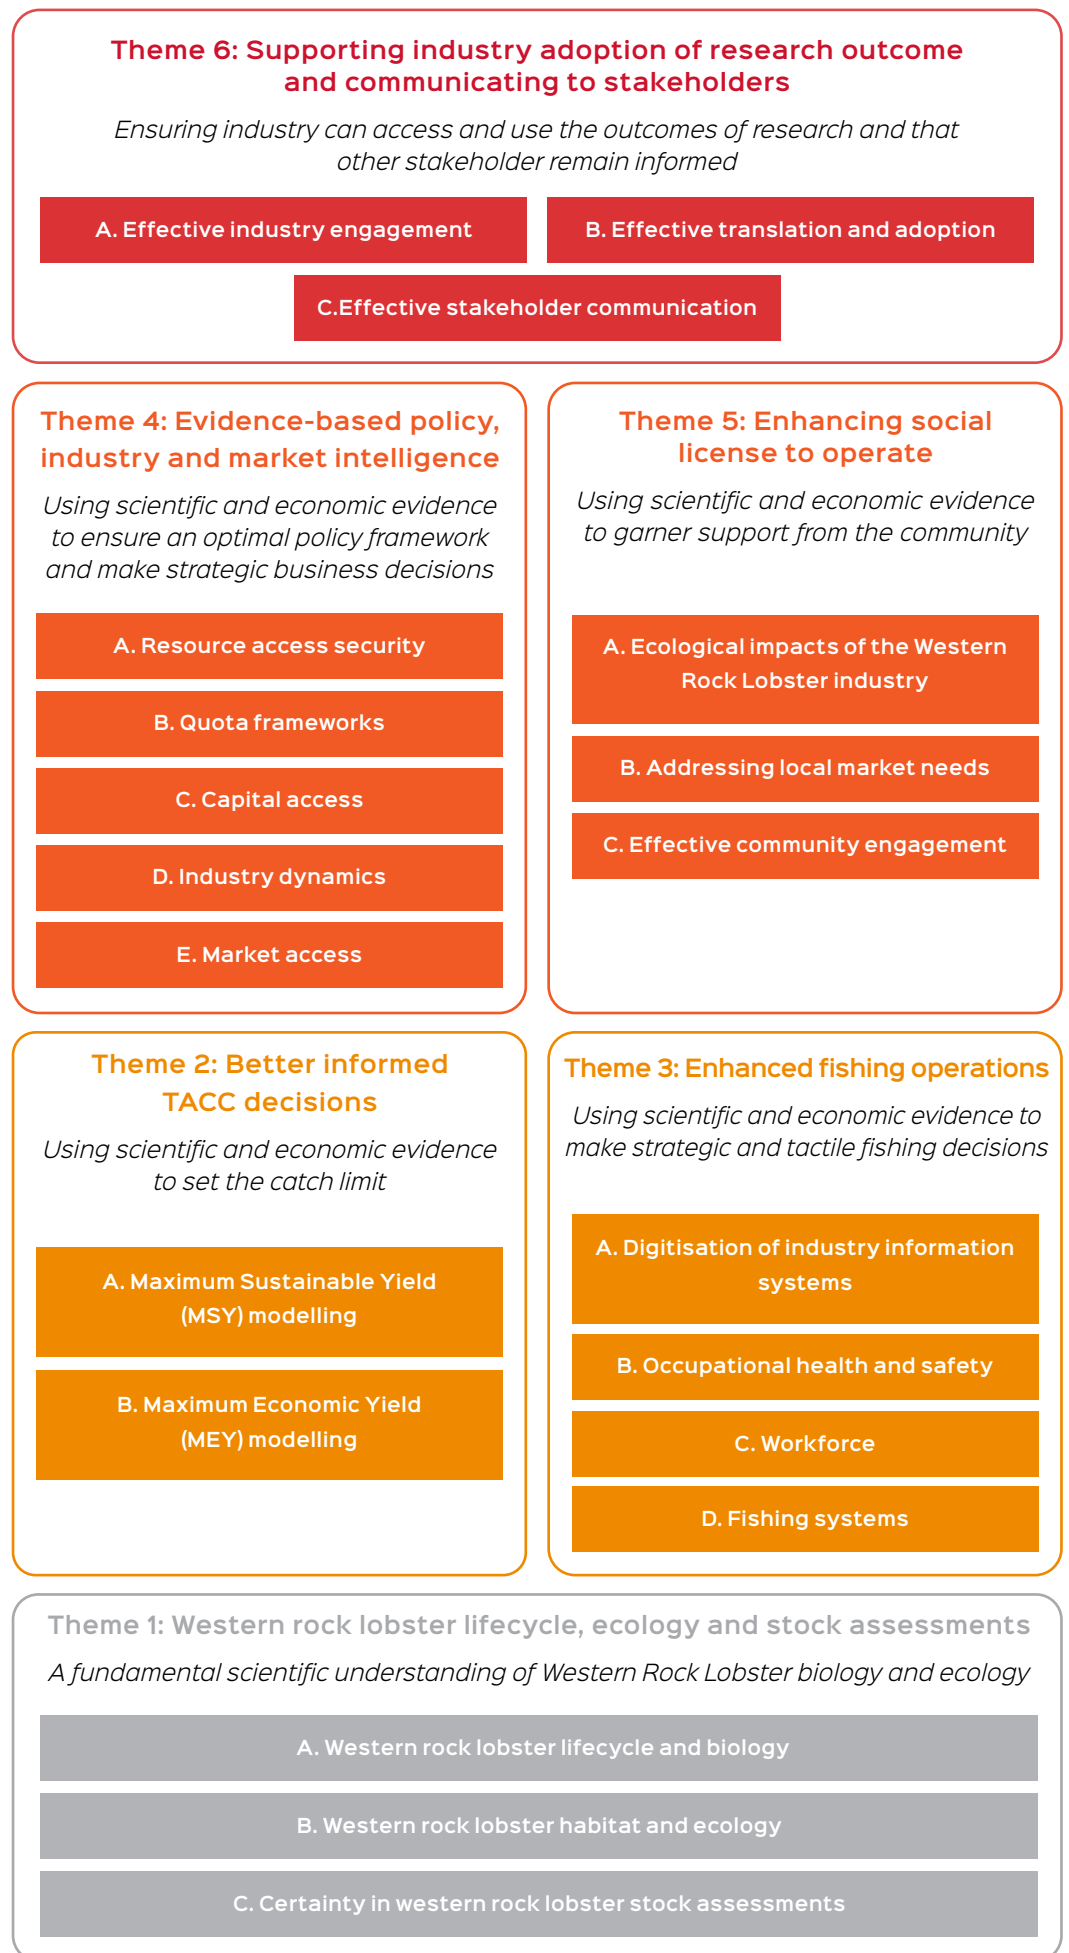 Theme 6: Supporting industry adoption of research outcome
and communicating to stakeholders
Ensuring industry can access and use the outcomes of research and that
other stakeholder remain informed
A. Effective industry engagement
B. Effective translation and adoption
C.Effective stakeholder communication
Theme 4: Evidence-based policy,
industry and market intelligence
Using scientific and economic evidence
to ensure an optimal policy framework
and make strategic business decisions
A. Resource access security
B. Quota frameworks
C. Capital access
D. Industry dynamics
E. Market access
Theme 5: Enhancing social
license to operate
Using scientific and economic evidence
to garner support from the community
A. Ecological impacts of the Western
Rock Lobster industry
B. Addressing local market needs
C. Effective community engagement
Theme 2: Better informed
TACC decisions
Using scientific and economic evidence
to set the catch limit
A. Maximum Sustainable Yield
(MSY) modelling
B. Maximum Economic Yield
(MEY) modelling
Theme 3: Enhanced fishing operations
Using scientific and economic evidence to
make strategic and tactile fishing decisions
A. Digitisation of industry information
systems
B. Occupational health and safety
C. Workforce
D. Fishing systems
Theme 1: Western rock lobster lifecycle, ecology and stock assessments
A fundamental scientific understanding of Western Rock Lobster biology and ecology
A. Western rock lobster lifecycle and biology
B. Western rock lobster habitat and ecology
C. Certainty in western rock lobster stock assessments